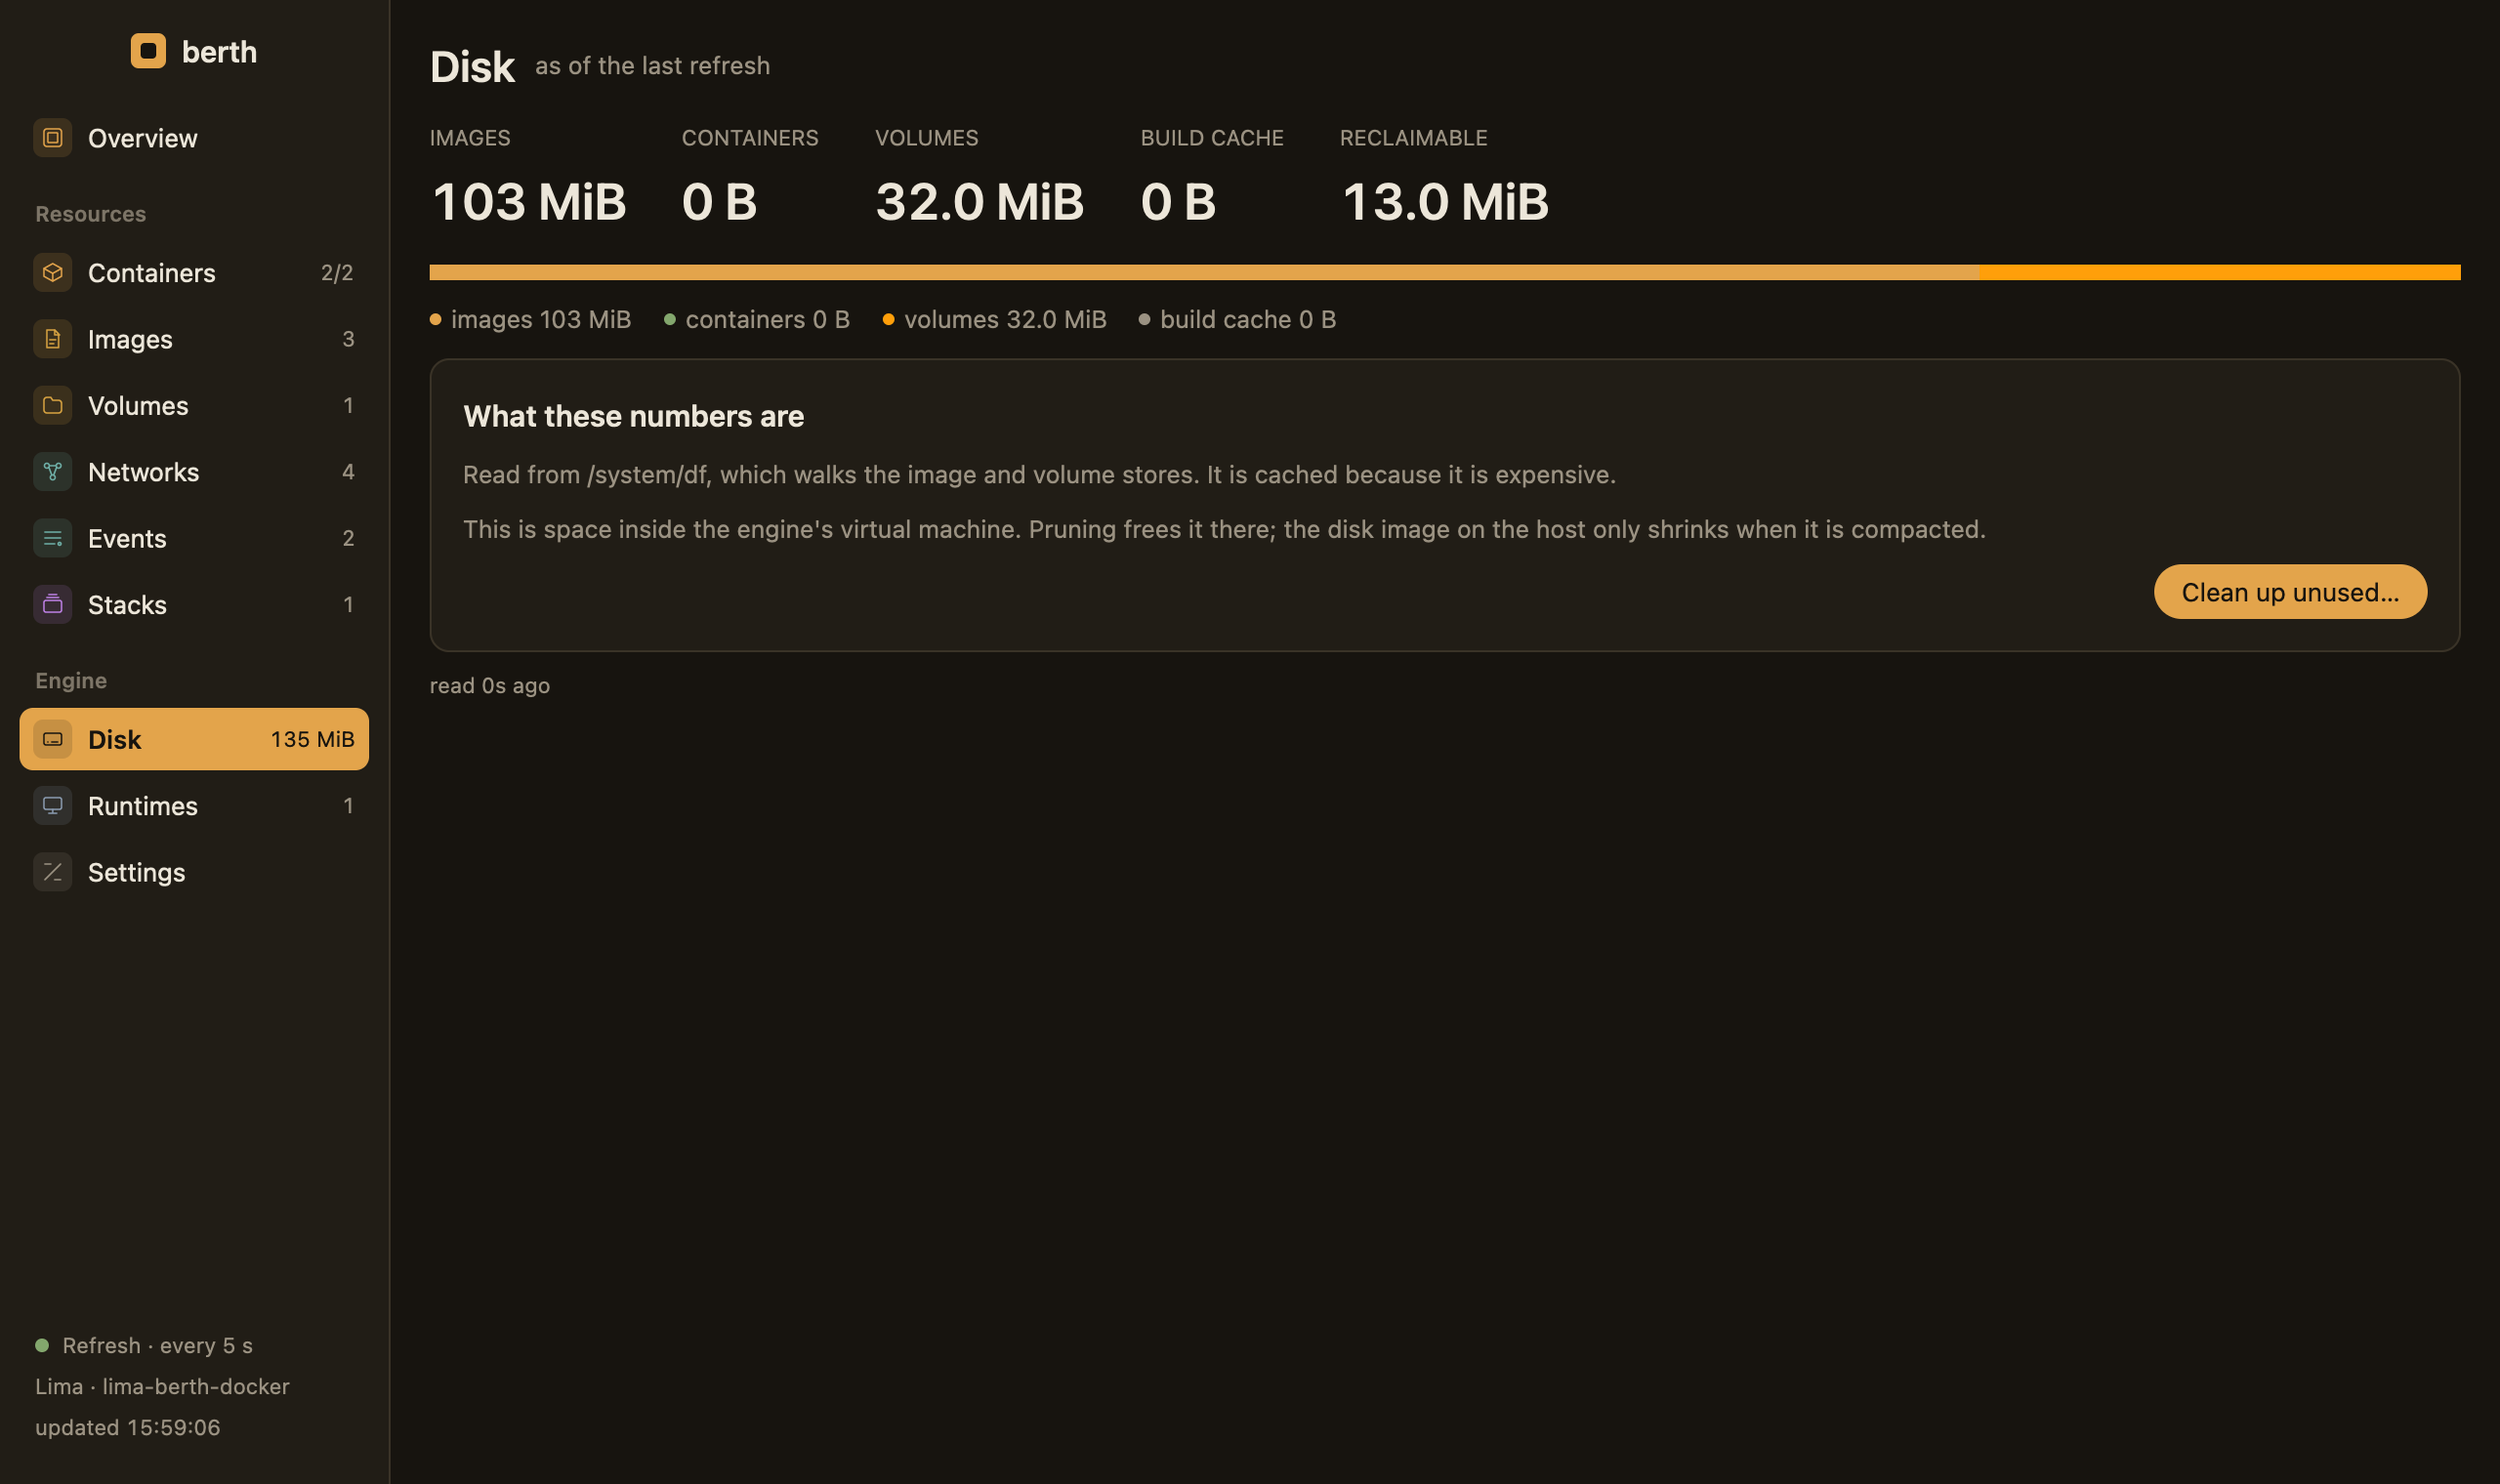 berth
Overview
Resources
Containers 2/2
Images 3
Volumes 1
Networks 4
Events 2
Stacks 1
Engine
Disk 135 MiB
Runtimes 1
Settings
Refresh · every 5 s
Lima · lima-berth-docker
updated 15:59:06
Disk as of the last refresh
IMAGES CONTAINERS VOLUMES BUILD CACHE RECLAIMABLE
103 MiB 0 B 32.0 MiB 0 B 13.0 MiB
images 103 MiB containers 0 B volumes 32.0 MiB build cache 0 B
What these numbers are
Read from /system/df, which walks the image and volume stores. It is cached because it is expensive.
This is space inside the engine's virtual machine. Pruning frees it there; the disk image on the host only shrinks when it is compacted.
Clean up unused...
read 0s ago